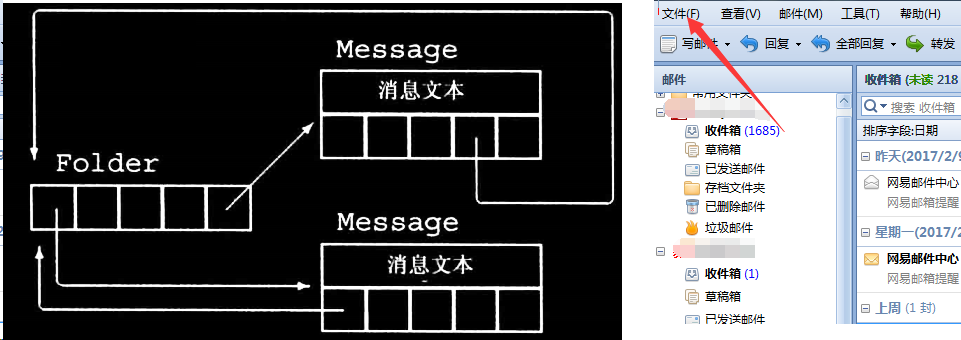 Message
消息文本
Folder
Message
消息文本
文件(F) 查看(V) 邮件(M) 工具(T) 帮助(H)
写邮件 回复 全部回复 转发
邮件
常用文件夹
收件箱 (1685)
草稿箱
已发送邮件
存档文件夹
已删除邮件
垃圾邮件
收件箱 (1)
草稿箱
已发送邮件
收件箱 (未读 218
搜索 收件箱
排序字段:日期
昨天(2017/2/9
网易邮件中心
网易邮箱提醒
星期一(2017/2
网易邮件中心
网易邮箱提醒
上周 (1 封)